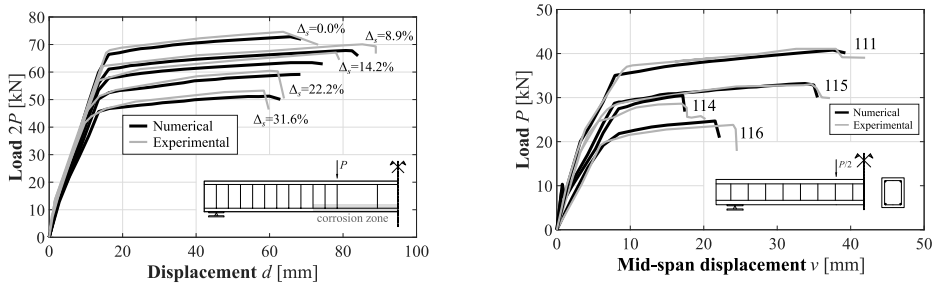 80
70
60
50
40
30
20
10
0
Load 2P [kN]
Δs=0.0%
Δs=8.9%
Δs=14.2%
Δs=22.2%
Δs=31.6%
Numerical
Experimental
P
corrosion zone
0 20 40 60 80 100
Displacement d [mm]
50
40
30
20
10
0
Load P [kN]
111
115
114
116
Numerical
Experimental
P/2
0 10 20 30 40 50
Mid-span displacement v [mm]